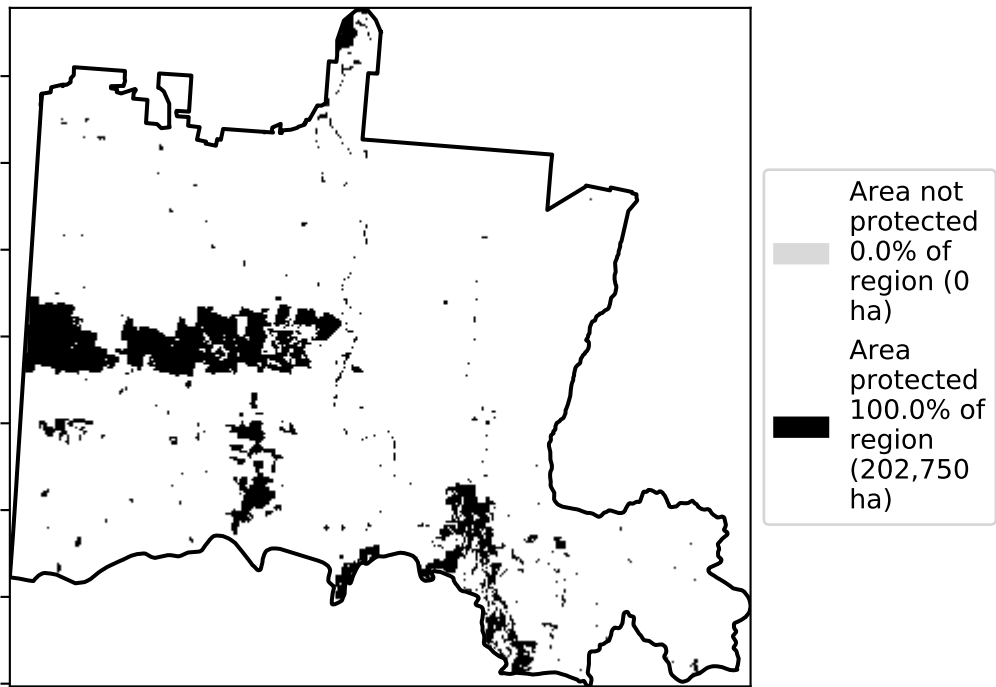 Area not
protected
0.0% of
region (0
ha)
Area
protected
100.0% of
region
(202,750
ha)